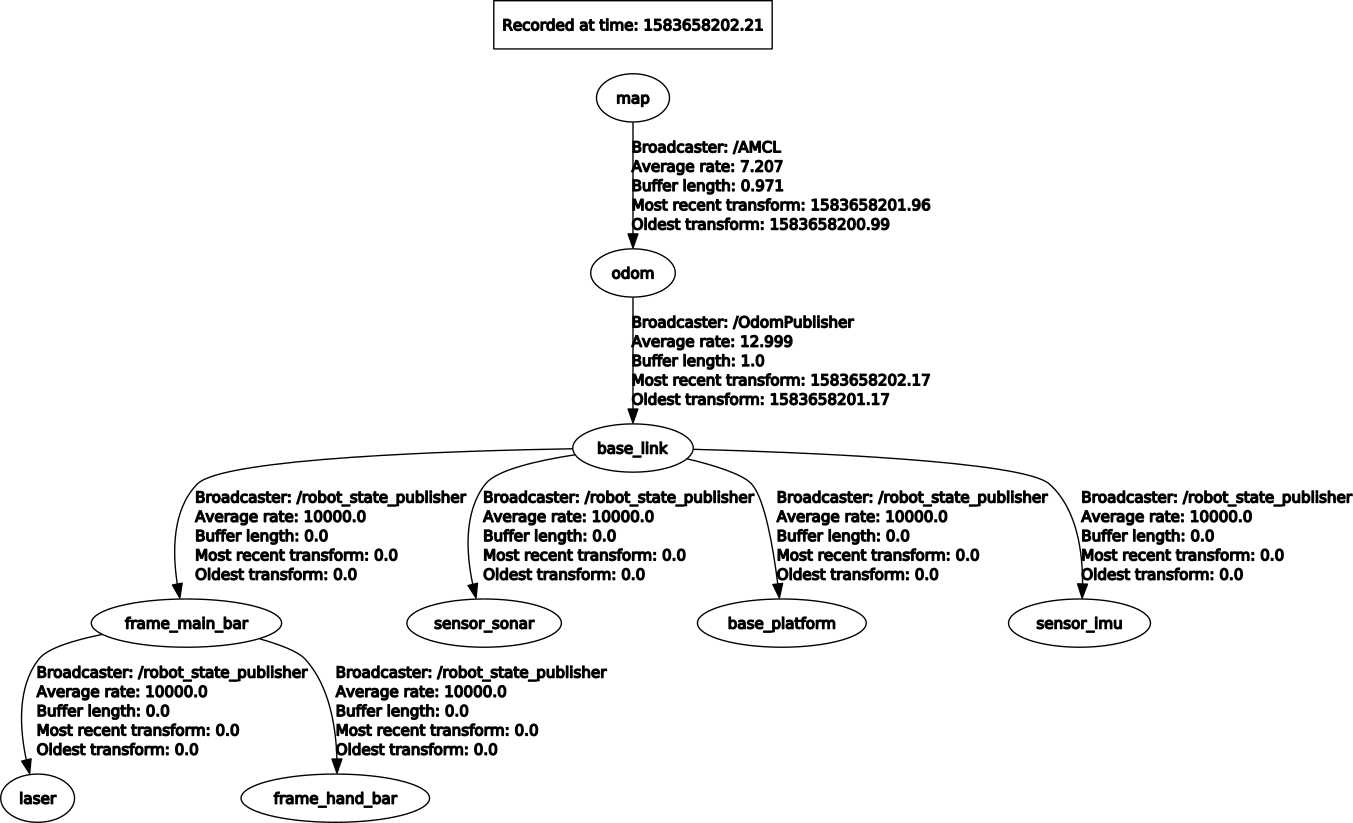 Recorded at time: 1583658202.21
map
Broadcaster: /AMCL
Average rate: 7.207
Buffer length: 0.971
Most recent transform: 1583658201.96
Oldest transform: 1583658200.99
odom
Broadcaster: /OdomPublisher
Average rate: 12.999
Buffer length: 1.0
Most recent transform: 1583658202.17
Oldest transform: 1583658201.17
base_link
Broadcaster: /robot_state_publisher
Average rate: 10000.0
Buffer length: 0.0
Most recent transform: 0.0
Oldest transform: 0.0
Broadcaster: /robot_state_publisher
Average rate: 10000.0
Buffer length: 0.0
Most recent transform: 0.0
Oldest transform: 0.0
Broadcaster: /robot_state_publisher
Average rate: 10000.0
Buffer length: 0.0
Most recent transform: 0.0
Oldest transform: 0.0
Broadcaster: /robot_state_publisher
Average rate: 10000.0
Buffer length: 0.0
Most recent transform: 0.0
Oldest transform: 0.0
frame_main_bar
sensor_sonar
base_platform
sensor_imu
Broadcaster: /robot_state_publisher
Average rate: 10000.0
Buffer length: 0.0
Most recent transform: 0.0
Oldest transform: 0.0
Broadcaster: /robot_state_publisher
Average rate: 10000.0
Buffer length: 0.0
Most recent transform: 0.0
Oldest transform: 0.0
laser
frame_hand_bar